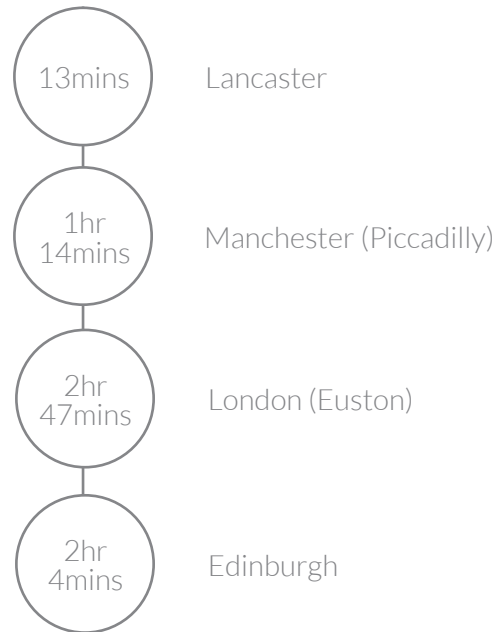 13mins
Lancaster
1hr
14mins
Manchester (Piccadilly)
2hr
47mins
London (Euston)
2hr
4mins
Edinburgh